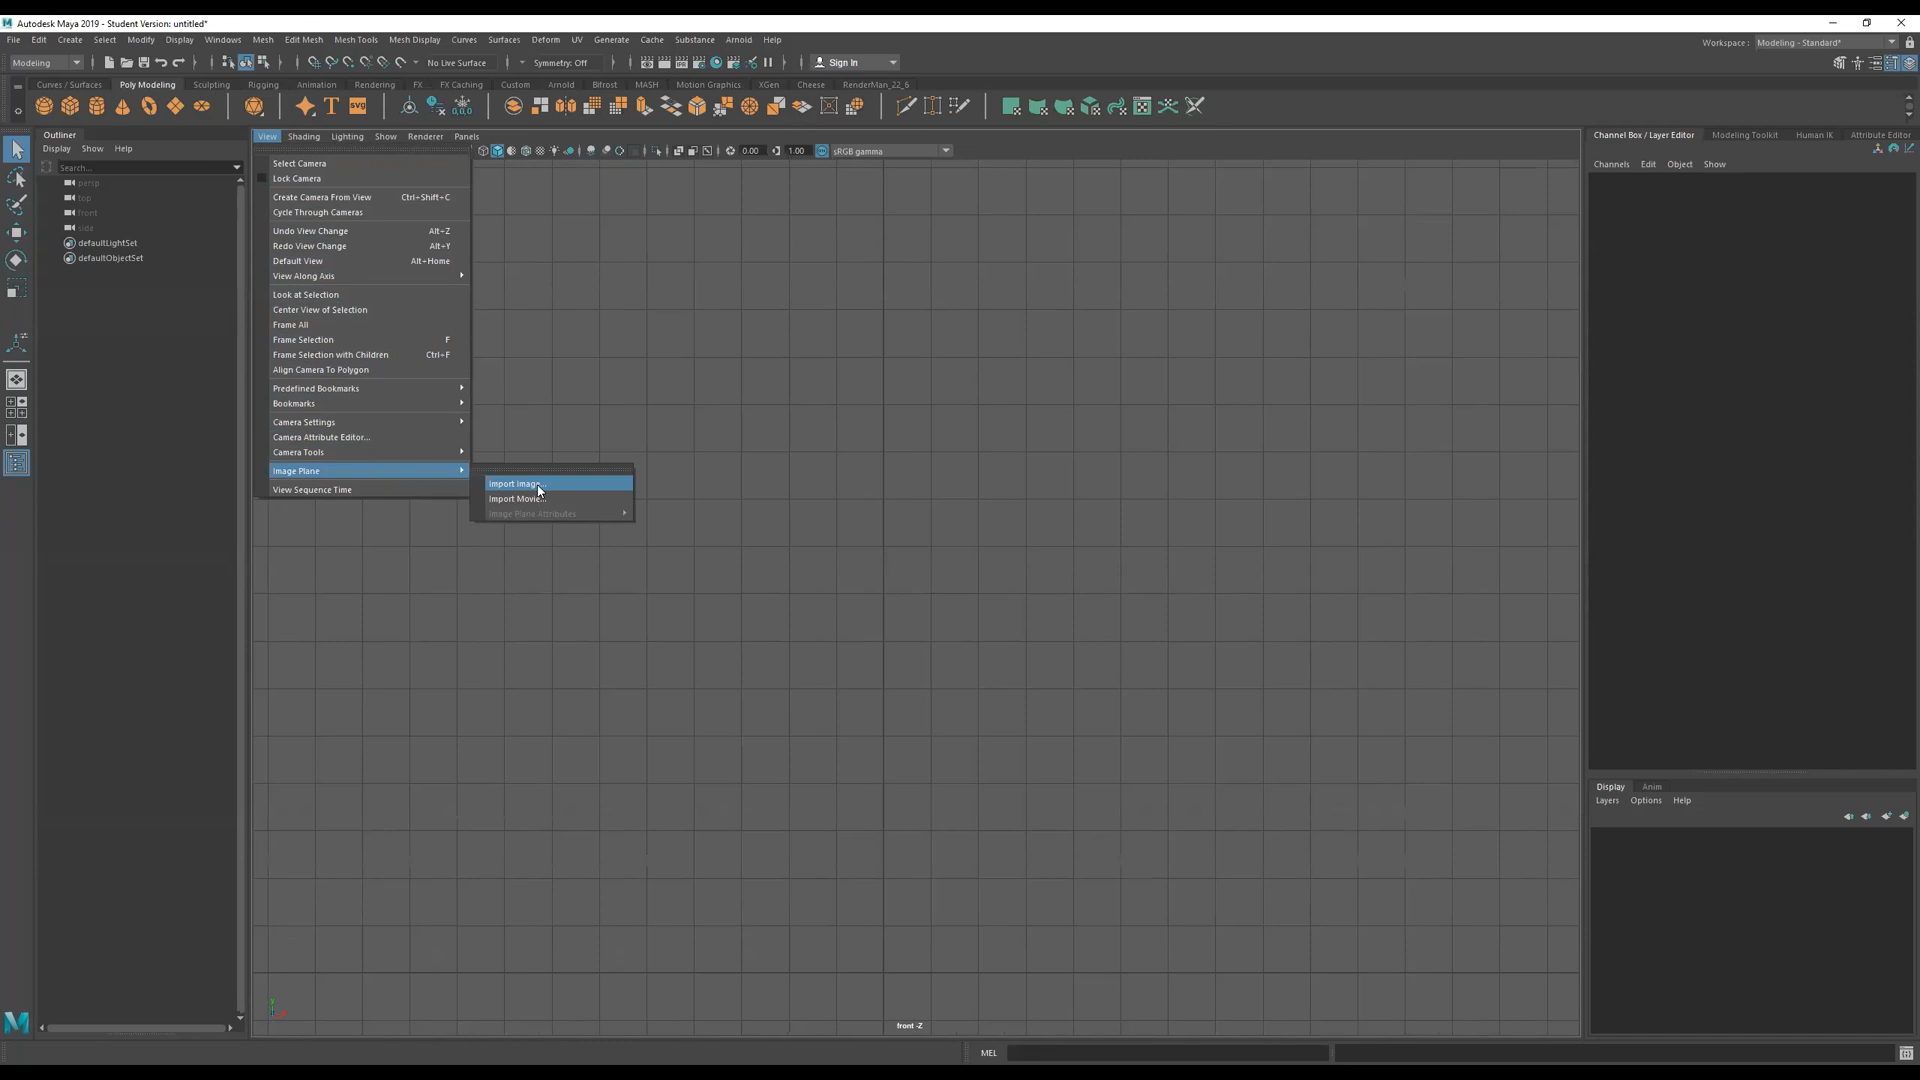 Autodesk Maya 2019 - Student Version: untitled*
File Edit Create Select Modify Display Windows Mesh Edit Mesh Mesh Tools Mesh Display Curves Surfaces Deform UV Generate Cache Substance Arnold Help
Workspace : Modeling - Standard*
Modeling No Live Surface Symmetry: Off Sign In
Curves / Surfaces Poly Modeling Sculpting Rigging Animation Rendering FX FX Caching Custom Arnold Bifrost MASH Motion Graphics XGen Cheese RenderMan_22_6
T SVG 0,0,0
Outliner
Display Show Help
Search...
persp
top
front
side
defaultLightSet
defaultObjectSet
View Shading Lighting Show Renderer Panels
0.00 1.00 sRGB gamma
Select Camera
Lock Camera
Create Camera From View Ctrl+Shift+C
Cycle Through Cameras
Undo View Change Alt+Z
Redo View Change Alt+Y
Default View Alt+Home
View Along Axis
Look at Selection
Center View of Selection
Frame All
Frame Selection F
Frame Selection with Children Ctrl+F
Align Camera To Polygon
Predefined Bookmarks
Bookmarks
Camera Settings
Camera Attribute Editor...
Camera Tools
Image Plane
View Sequence Time
Import Image...
Import Movie...
Image Plane Attributes
front -Z
Channel Box / Layer Editor Modeling Toolkit Human IK Attribute Editor
Channels Edit Object Show
Display Anim
Layers Options Help
MEL